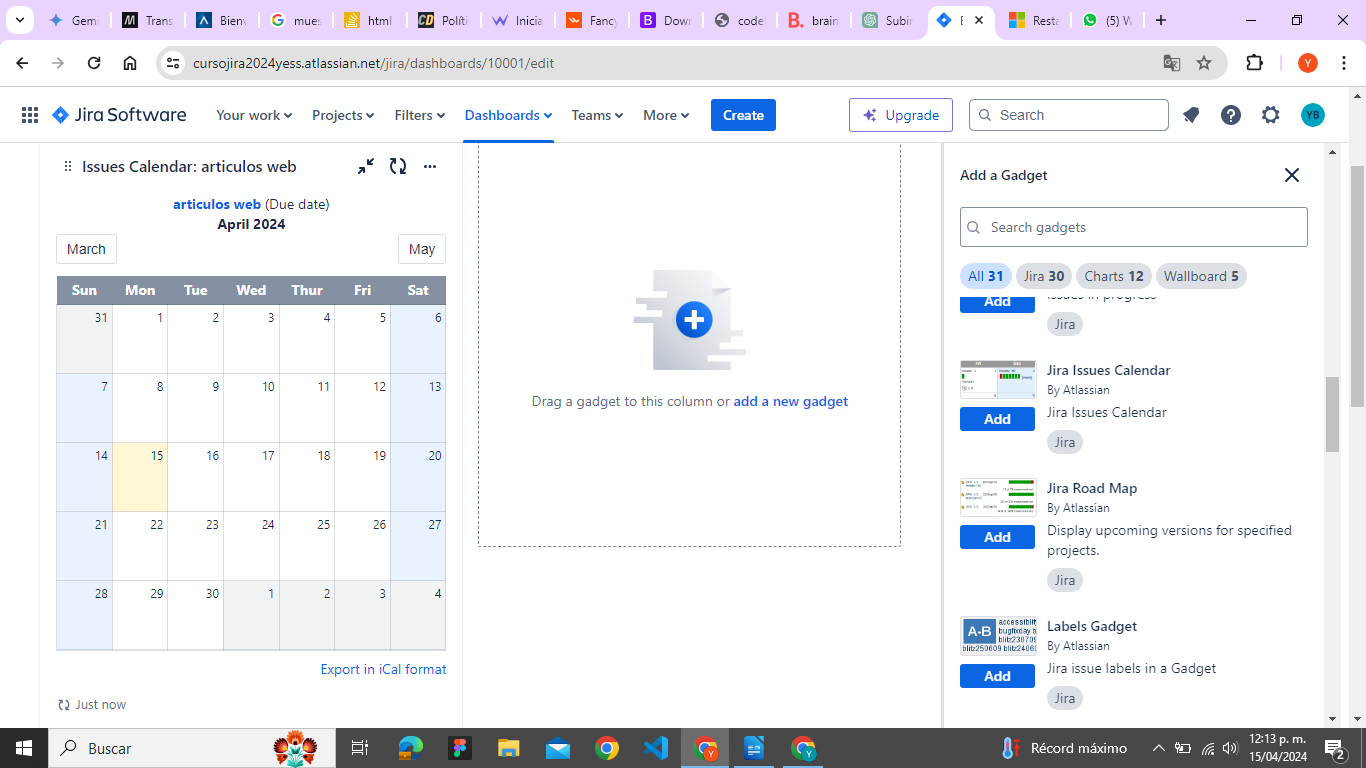 Gemi
Trans
Bienv
mues
html
CD Políti
Inicia
Fancy
Down
codel
brain
Subir
E
Resta
(5) W
cursojira2024yess.atlassian.net/jira/dashboards/10001/edit
Y
Jira Software
Your work
Projects
Filters
Dashboards
Teams
More
Create
Upgrade
Search
YB
Issues Calendar: articulos web
articulos web (Due date)
April 2024
March
May
Sun Mon Tue Wed Thur Fri Sat
31 1 2 3 4 5 6
7 8 9 10 11 12 13
14 15 16 17 18 19 20
21 22 23 24 25 26 27
28 29 30 1 2 3 4
Export in iCal format
Just now
Drag a gadget to this column or add a new gadget
Add a Gadget
Search gadgets
All 31
Jira 30
Charts 12
Wallboard 5
Issues in progress
Add
Jira
Jira Issues Calendar
By Atlassian
Add
Jira Issues Calendar
Jira
Jira Road Map
By Atlassian
Add
Display upcoming versions for specified
projects.
Jira
A-B
Labels Gadget
By Atlassian
Add
Jira issue labels in a Gadget
Jira
Buscar
Récord máximo
12:13 p. m.
15/04/2024
2